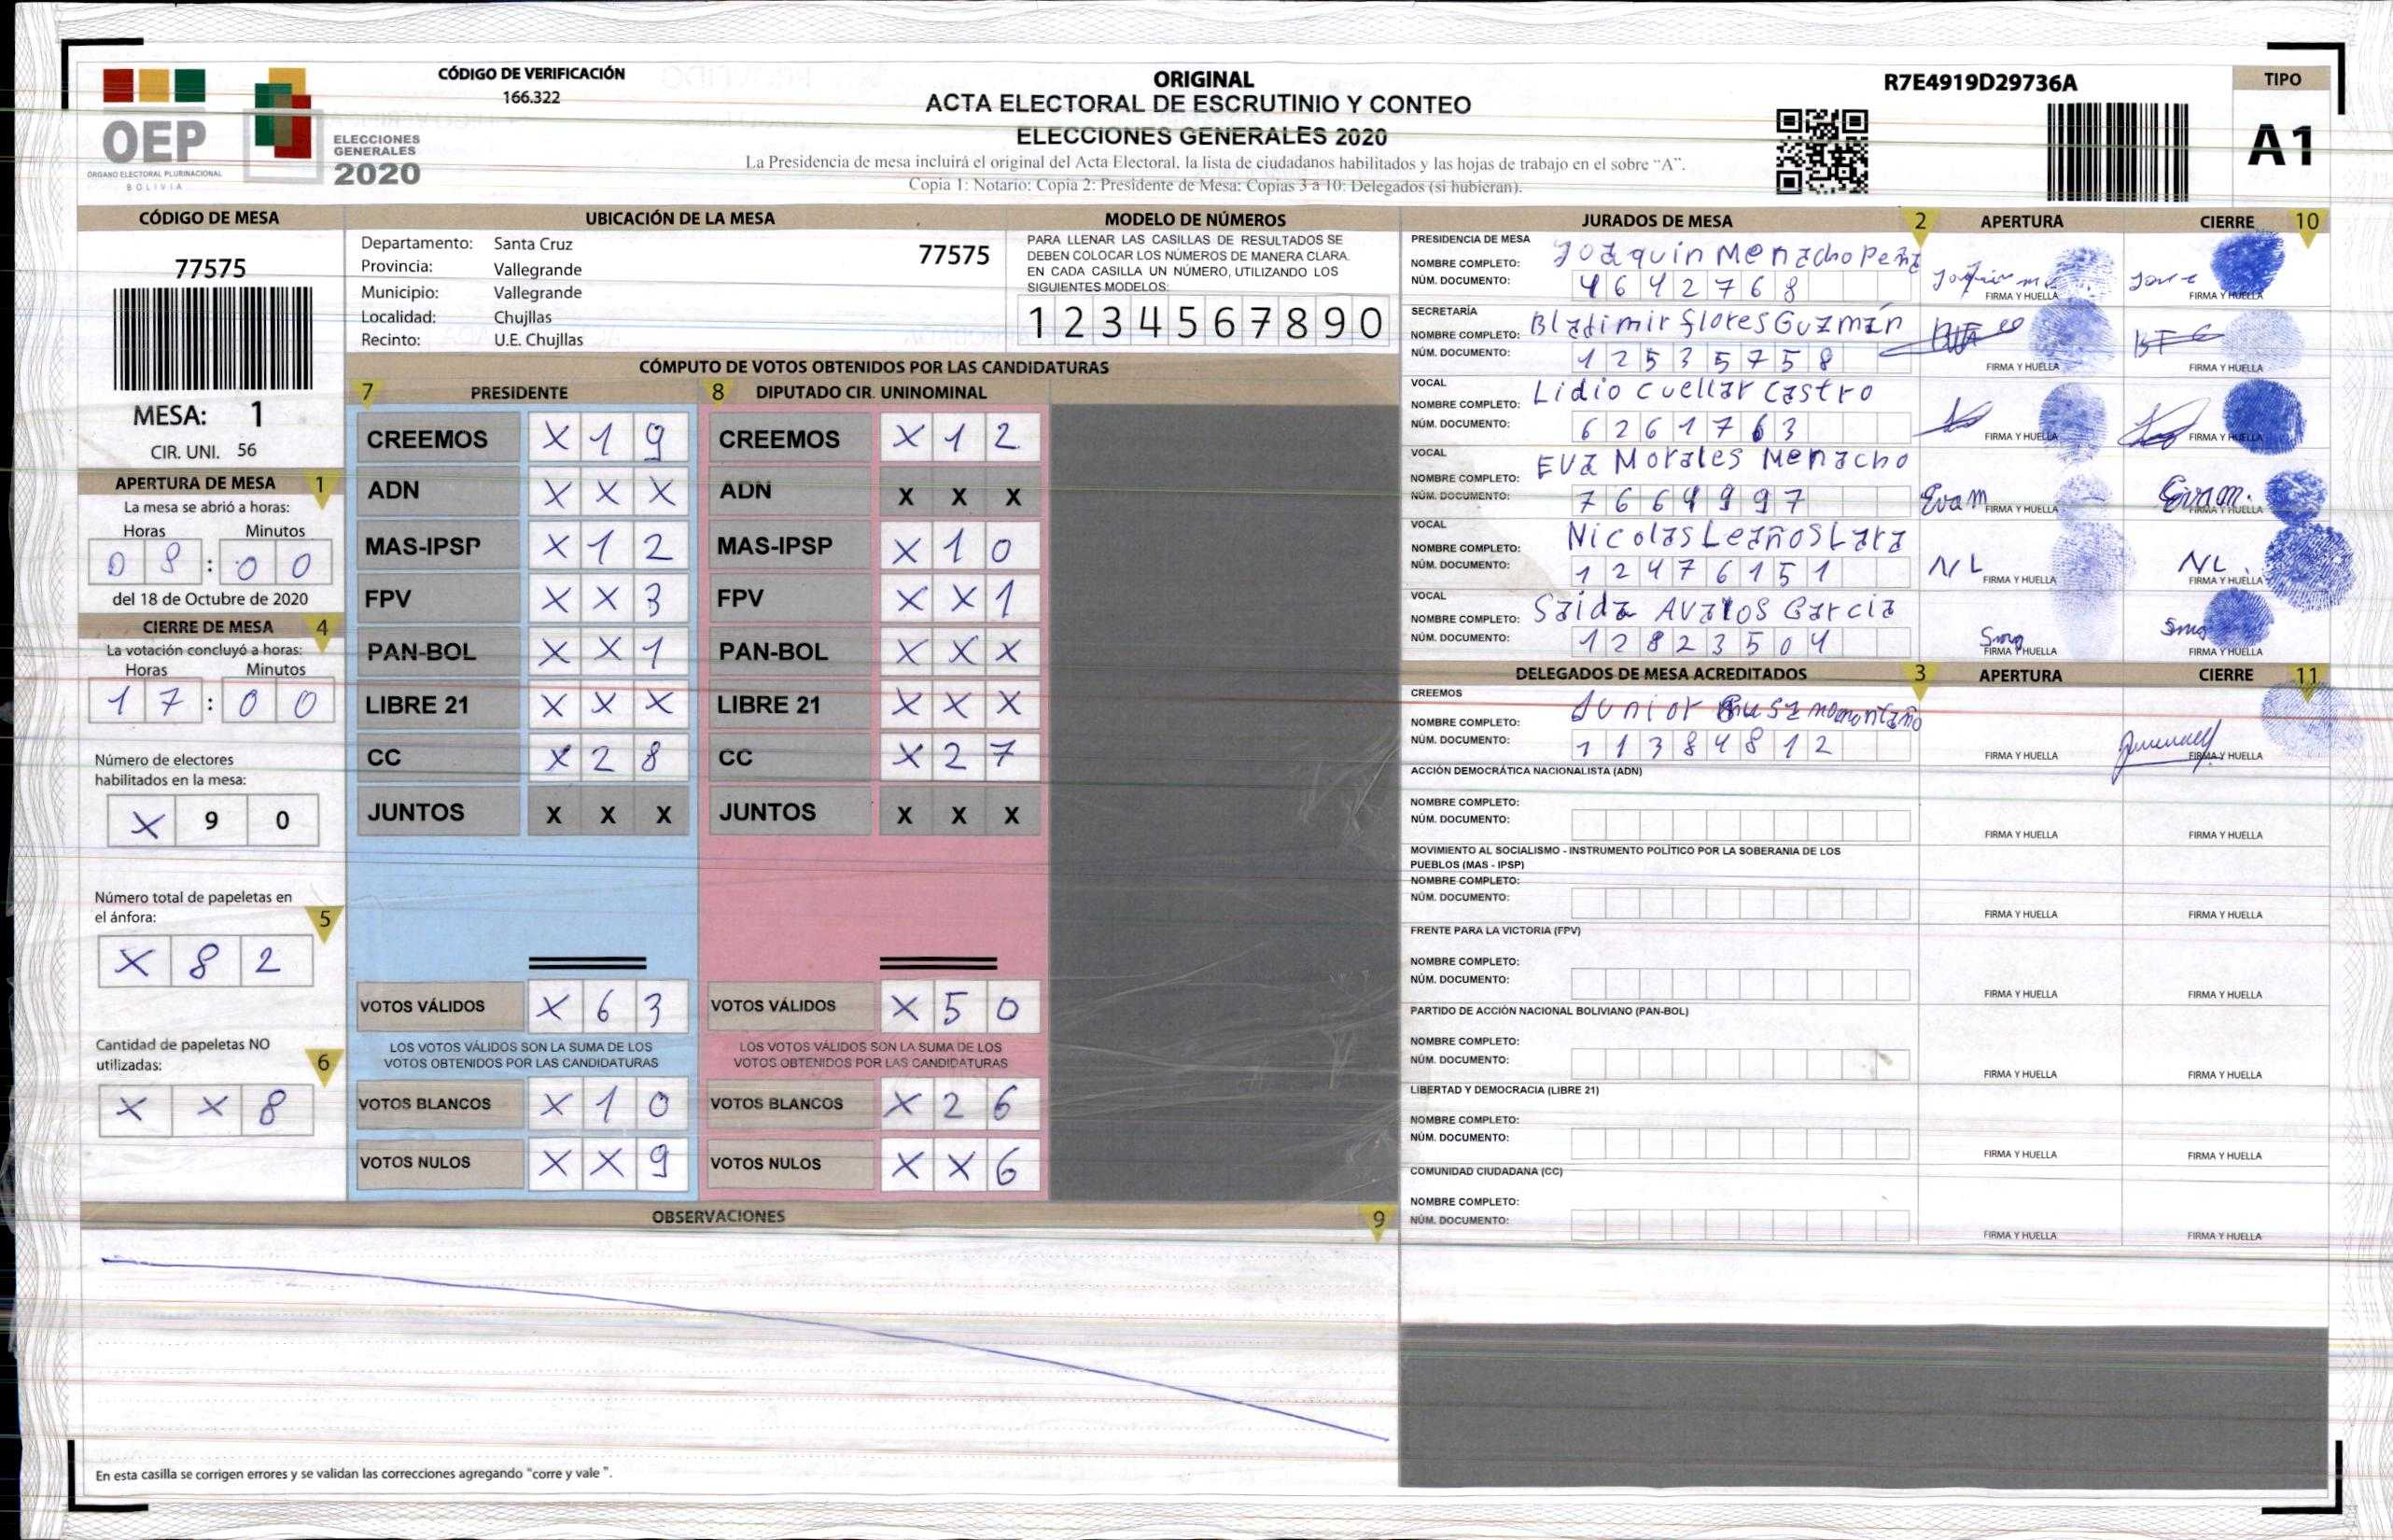 CÓDIGO DE VERIFICACIÓN
166.322
OEP
ÓRGANO ELECTORAL PLURINACIONAL
BOLIVIA
ELECCIONES
GENERALES
2020
ORIGINAL
ACTA ELECTORAL DE ESCRUTINIO Y CONTEO
ELECCIONES GENERALES 2020
La Presidencia de mesa incluirá el original del Acta Electoral, la lista de ciudadanos habilitados y las hojas de trabajo en el sobre “A”.
Copia 1: Notario: Copia 2: Presidente de Mesa: Copias 3 a 10: Delegados (si hubieran).
R7E4919D29736A
TIPO
A1
CÓDIGO DE MESA
77575
MESA: 1
CIR. UNI. 56
UBICACIÓN DE LA MESA
Departamento: Santa Cruz
Provincia: Vallegrande
Municipio: Vallegrande
Localidad: Chujllas
Recinto: U.E. Chujllas
77575
MODELO DE NÚMEROS
PARA LLENAR LAS CASILLAS DE RESULTADOS SE
DEBEN COLOCAR LOS NÚMEROS DE MANERA CLARA.
EN CADA CASILLA UN NÚMERO, UTILIZANDO LOS
SIGUIENTES MODELOS:
1 2 3 4 5 6 7 8 9 0
APERTURA DE MESA 1
La mesa se abrió a horas:
Horas Minutos
0 8 : 0 0
del 18 de Octubre de 2020
CIERRE DE MESA 4
La votación concluyó a horas:
Horas Minutos
1 7 : 0 0
Número de electores
habilitados en la mesa:
X 9 0
Número total de papeletas en
el ánfora: 5
X 8 2
Cantidad de papeletas NO
utilizadas: 6
X X 8
CÓMPUTO DE VOTOS OBTENIDOS POR LAS CANDIDATURAS
7 PRESIDENTE
CREEMOS X 1 9
ADN X X X
MAS-IPSP X 1 2
FPV X X 3
PAN-BOL X X 1
LIBRE 21 X X X
CC X 2 8
JUNTOS X X X
VOTOS VÁLIDOS X 6 3
LOS VOTOS VÁLIDOS SON LA SUMA DE LOS
VOTOS OBTENIDOS POR LAS CANDIDATURAS
VOTOS BLANCOS X 1 0
VOTOS NULOS X X 9
8 DIPUTADO CIR. UNINOMINAL
CREEMOS X 1 2
ADN X X X
MAS-IPSP X 1 0
FPV X X 1
PAN-BOL X X X
LIBRE 21 X X X
CC X 2 7
JUNTOS X X X
VOTOS VÁLIDOS X 5 0
LOS VOTOS VÁLIDOS SON LA SUMA DE LOS
VOTOS OBTENIDOS POR LAS CANDIDATURAS
VOTOS BLANCOS X 2 6
VOTOS NULOS X X 6
OBSERVACIONES 9
En esta casilla se corrigen errores y se validan las correcciones agregando “corre y vale ”.
JURADOS DE MESA 2 APERTURA CIERRE 10
PRESIDENCIA DE MESA
NOMBRE COMPLETO: Joaquin Menacho Peña
NÚM. DOCUMENTO: 4 6 4 2 7 6 8
FIRMA Y HUELLA FIRMA Y HUELLA
SECRETARÍA
NOMBRE COMPLETO: Bladimir flores Guzmán
NÚM. DOCUMENTO: 1 2 5 3 5 7 5 8
FIRMA Y HUELLA FIRMA Y HUELLA
VOCAL
NOMBRE COMPLETO: Lidio Cuellar Castro
NÚM. DOCUMENTO: 6 2 6 1 7 6 3
FIRMA Y HUELLA FIRMA Y HUELLA
VOCAL
NOMBRE COMPLETO: EVa Morales Menacho
NÚM. DOCUMENTO: 7 6 6 4 9 9 7
Eva M FIRMA Y HUELLA Eva m. FIRMA Y HUELLA
VOCAL
NOMBRE COMPLETO: Nicolas Leaños Lara
NÚM. DOCUMENTO: 1 2 4 7 6 1 5 1
NL FIRMA Y HUELLA NL. FIRMA Y HUELLA
VOCAL
NOMBRE COMPLETO: Saida Avalos Garcia
NÚM. DOCUMENTO: 1 2 8 2 3 5 0 4
Smg FIRMA Y HUELLA Smg FIRMA Y HUELLA
DELEGADOS DE MESA ACREDITADOS 3 APERTURA CIERRE 11
CREEMOS
NOMBRE COMPLETO: Junior
NÚM. DOCUMENTO: 1 1 3 8 4 8 1 2
FIRMA Y HUELLA FIRMA Y HUELLA
ACCIÓN DEMOCRÁTICA NACIONALISTA (ADN)
NOMBRE COMPLETO:
NÚM. DOCUMENTO:
FIRMA Y HUELLA FIRMA Y HUELLA
MOVIMIENTO AL SOCIALISMO - INSTRUMENTO POLÍTICO POR LA SOBERANIA DE LOS
PUEBLOS (MAS - IPSP)
NOMBRE COMPLETO:
NÚM. DOCUMENTO:
FIRMA Y HUELLA FIRMA Y HUELLA
FRENTE PARA LA VICTORIA (FPV)
NOMBRE COMPLETO:
NÚM. DOCUMENTO:
FIRMA Y HUELLA FIRMA Y HUELLA
PARTIDO DE ACCIÓN NACIONAL BOLIVIANO (PAN-BOL)
NOMBRE COMPLETO:
NÚM. DOCUMENTO:
FIRMA Y HUELLA FIRMA Y HUELLA
LIBERTAD Y DEMOCRACIA (LIBRE 21)
NOMBRE COMPLETO:
NÚM. DOCUMENTO:
FIRMA Y HUELLA FIRMA Y HUELLA
COMUNIDAD CIUDADANA (CC)
NOMBRE COMPLETO:
NÚM. DOCUMENTO:
FIRMA Y HUELLA FIRMA Y HUELLA